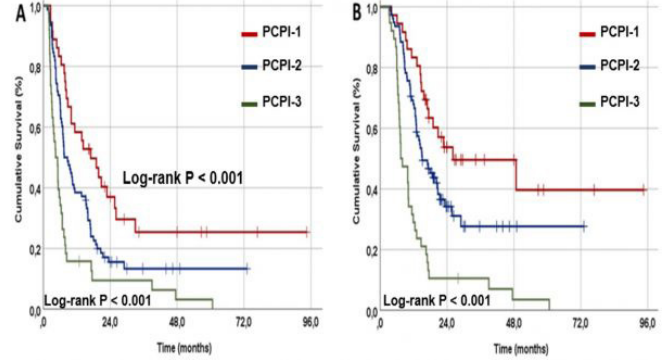 A
B
1,0
0,8
0,6
0,4
0,2
0,0
Cumulative Survival (%)
PCPI-1
PCPI-2
PCPI-3
Log-rank P < 0.001
Log-rank P < 0.001
,0
24,0
48,0
72,0
96,0
Time (months)
1,0
0,8
0,6
0,4
0,2
0,0
Cumulative Survival (%)
PCPI-1
PCPI-2
PCPI-3
Log-rank P < 0.001
,0
24,0
48,0
72,0
96,0
Time (months)